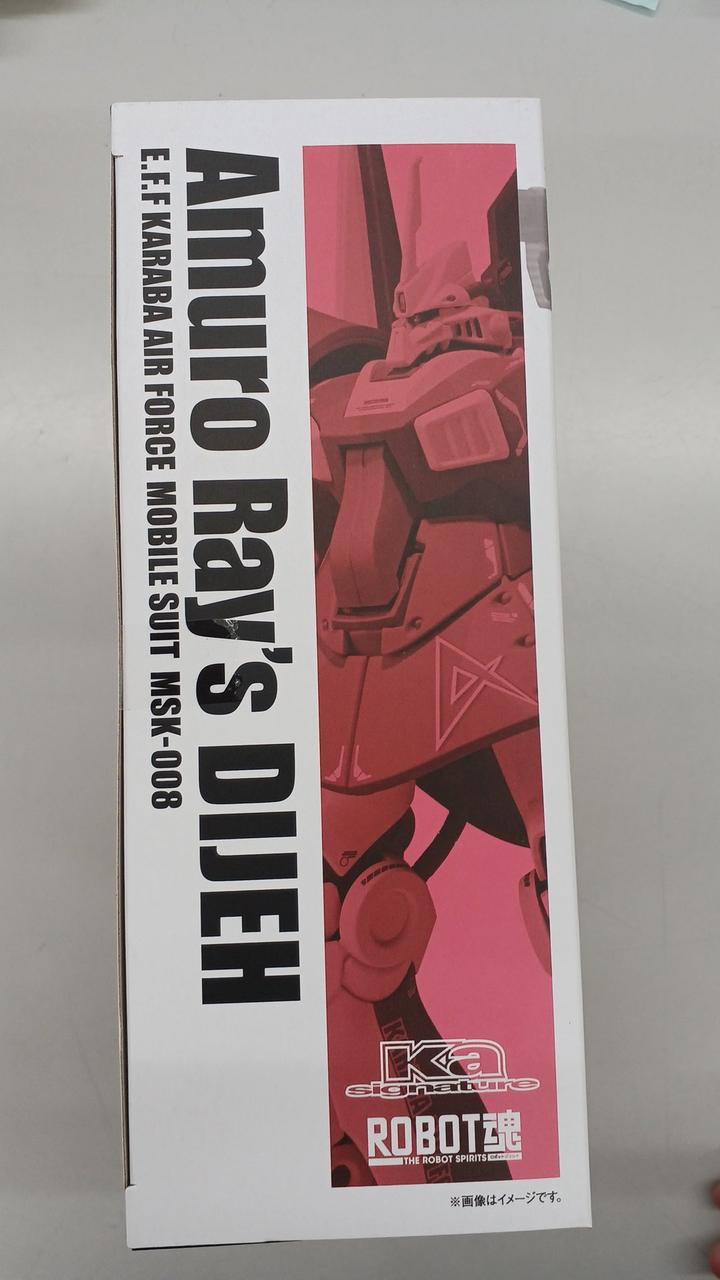 Amuro Ray's DIJEH
E.F.F KARABA AIR FORCE MOBILE SUIT MSK-008
Ka
signature
ROBOT魂
THE ROBOT SPIRITS
※画像はイメージです。